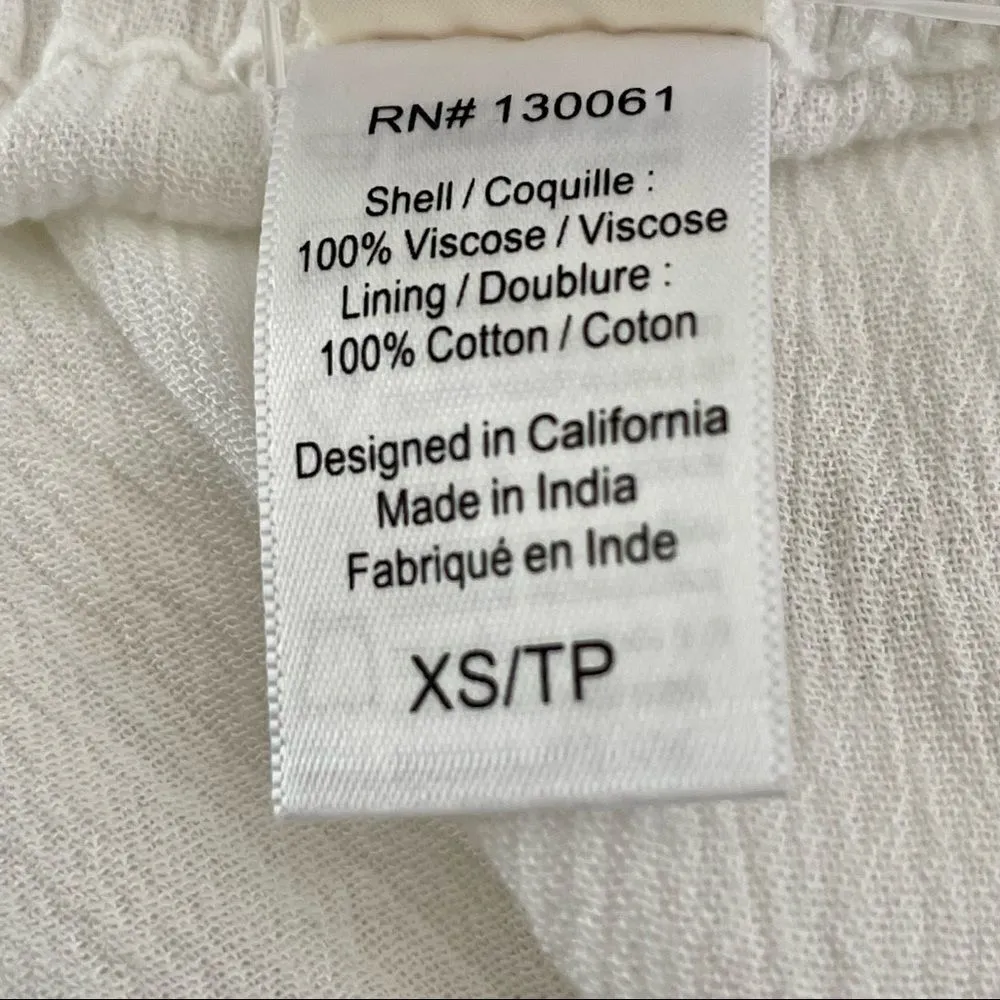 RN# 130061
Shell / Coquille :
100% Viscose / Viscose
Lining / Doublure :
100% Cotton / Coton
Designed in California
Made in India
Fabriqué en Inde
XS/TP